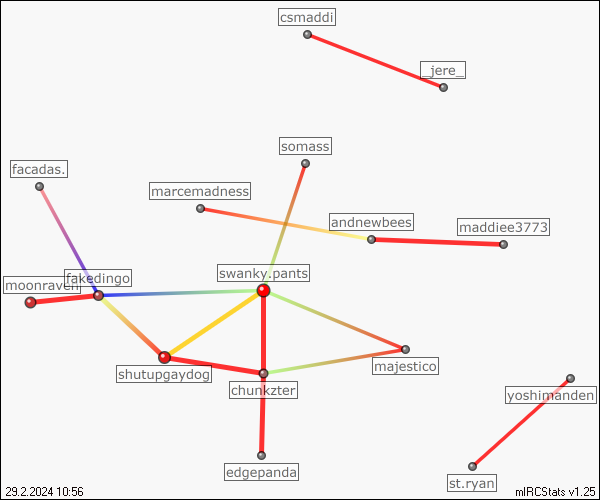 csmaddi
_jere_
somass
facadas.
marcemadness
andnewbees
maddiee3773
swanky.pants
fakedingo
moonraven
majestico
shutupgaydog
chunkzter
yoshimanden
edgepanda
st.ryan
29.2.2024 10:56
mIRCStats v1.25